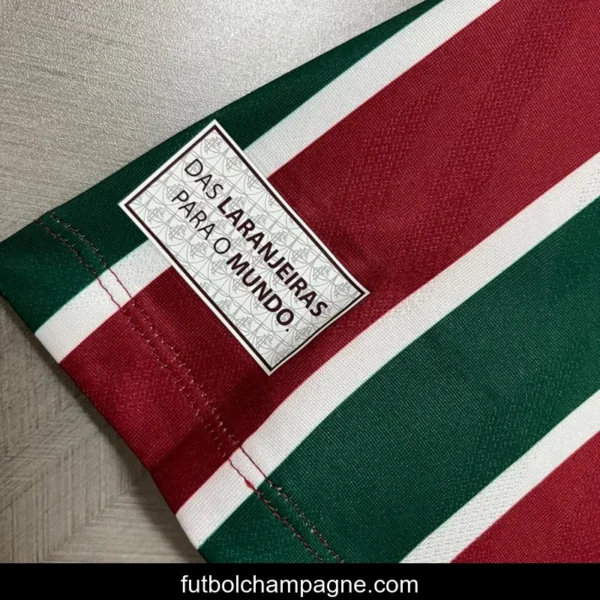 DAS LARANJEIRAS
PARA O MUNDO.
futbolchampagne.com